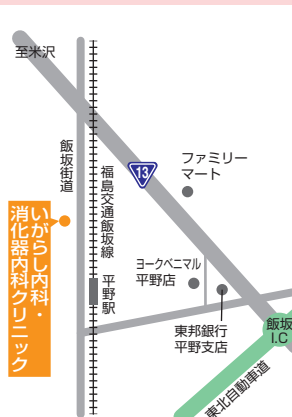 至米沢
飯坂街道
福島交通飯坂線
平野駅
13
ファミリー
マート
いがらし内科・
消化器内科クリニック
ヨークベニマル
平野店
東邦銀行
平野支店
飯坂
I.C
東北自動車道